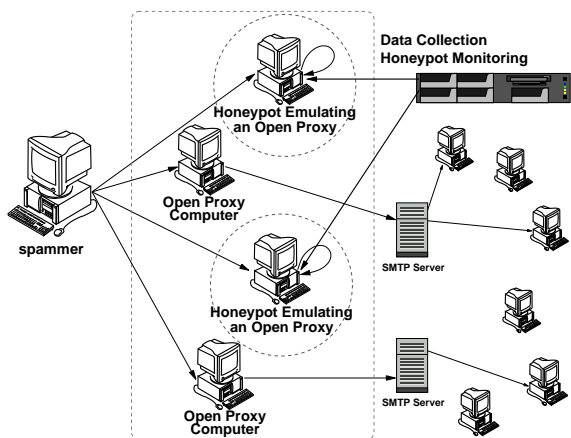 Data Collection
Honeypot Monitoring
Honeypot Emulating
an Open Proxy
Open Proxy
Computer
spammer
SMTP Server
Honeypot Emulating
an Open Proxy
Open Proxy
Computer
SMTP Server